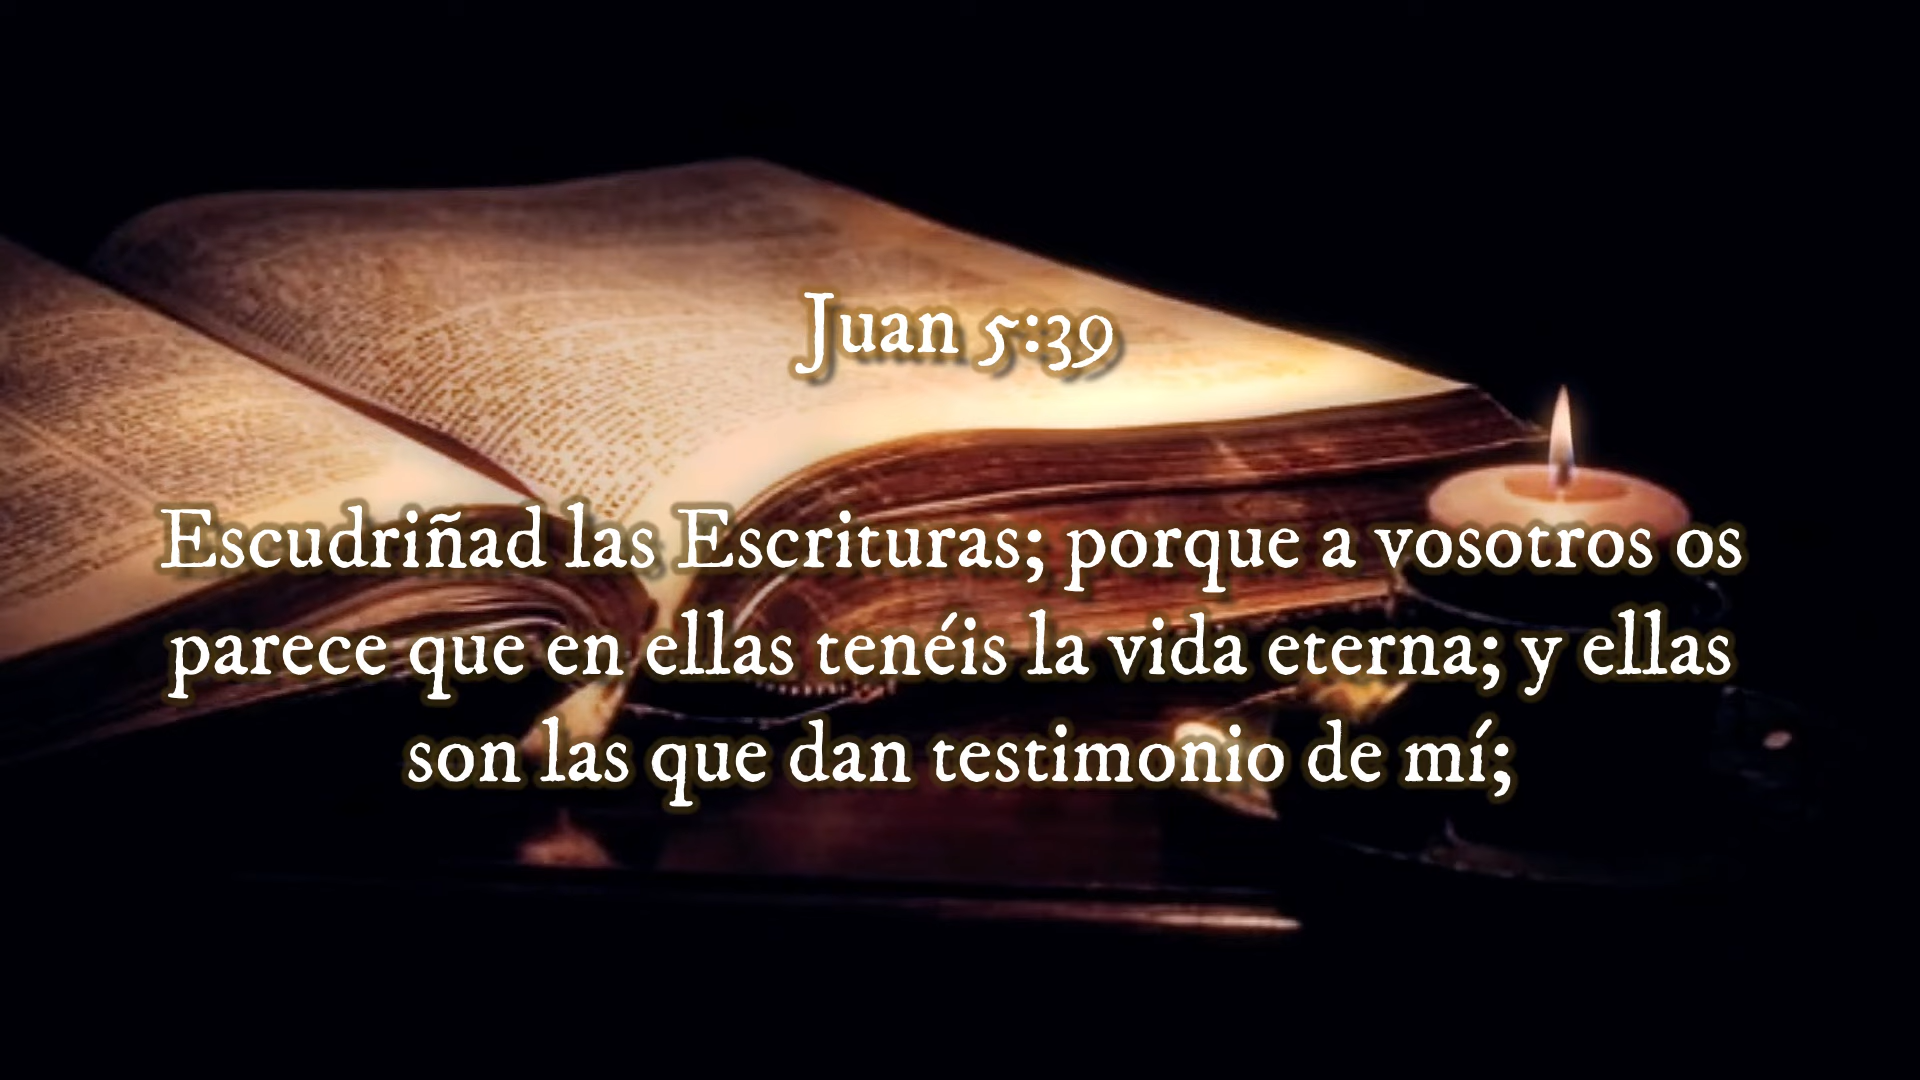 Juan 5:39
Escudriñad las Escrituras; porque a vosotros os
parece que en ellas tenéis la vida eterna; y ellas
son las que dan testimonio de mí;